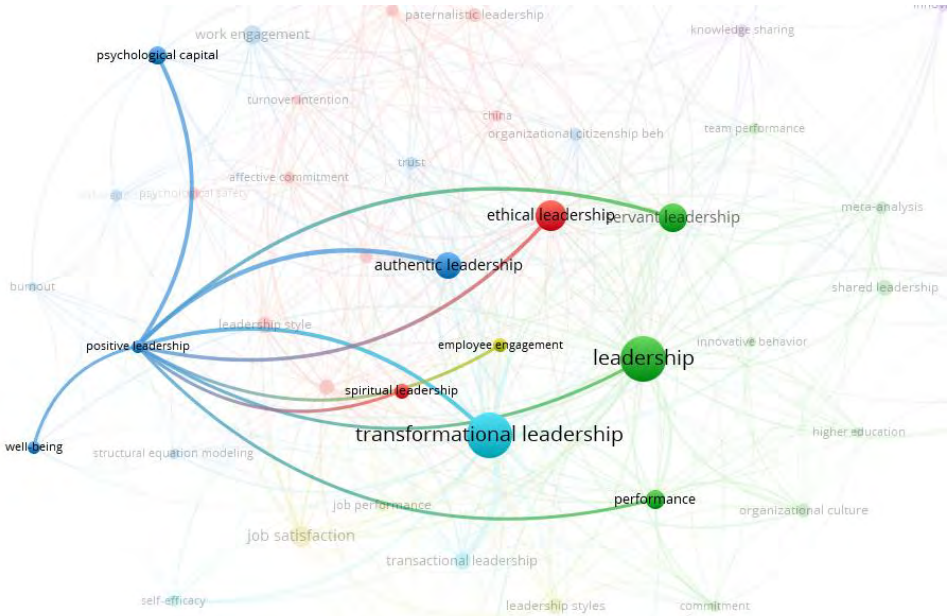 paternalistic leadership
knowledge sharing
work engagement
psychological capital
turnover intention
china
organizational citizenship beh
team performance
trust
affective commitment
psychological safety
ethical leadership
servant leadership
meta-analysis
authentic leadership
burnout
shared leadership
leadership style
positive leadership
employee engagement
innovative behavior
leadership
spiritual leadership
transformational leadership
higher education
well-being
structural equation modeling
performance
job performance
organizational culture
job satisfaction
transactional leadership
self-efficacy
leadership styles
commitment